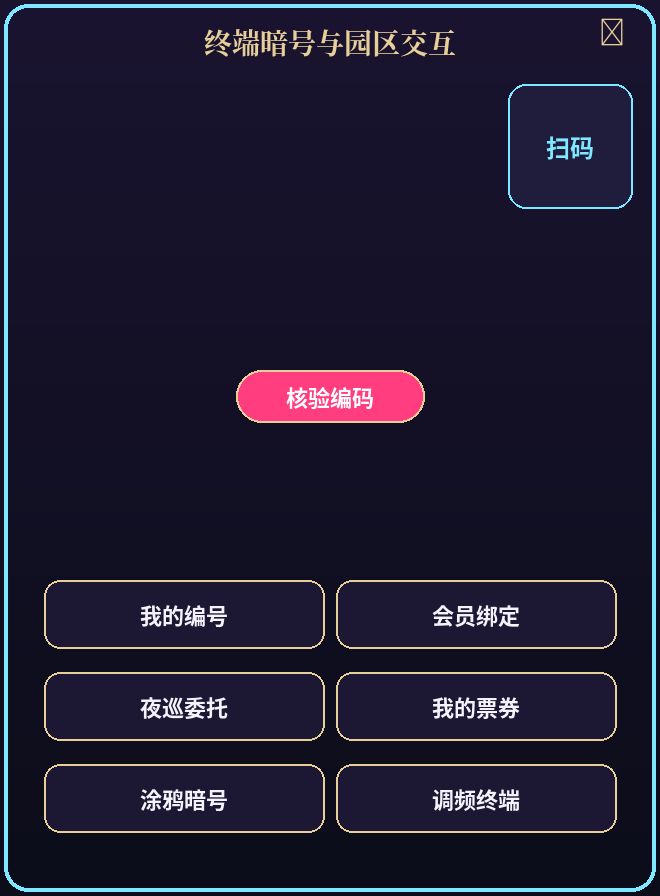 终端暗号与园区交互
扫码
核验编码
我的编号
会员绑定
夜巡委托
我的票券
涂鸦暗号
调频终端